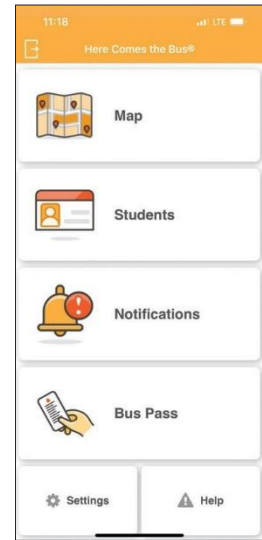 11:18 LTE
Here Comes the Bus®
Map
Students
Notifications
Bus Pass
Settings Help